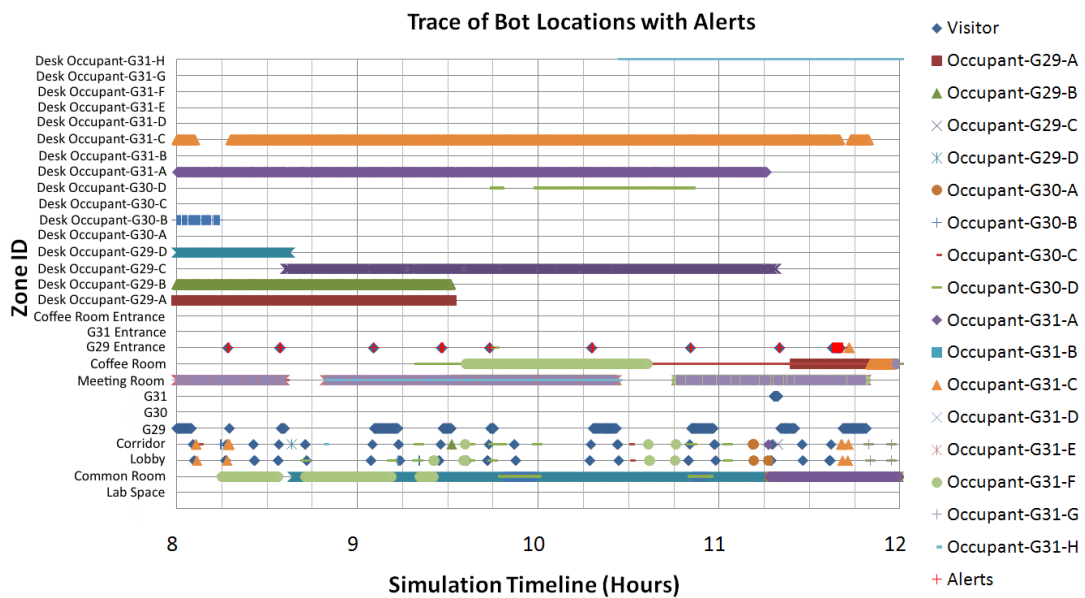 Trace of Bot Locations with Alerts
Zone ID
Desk Occupant-G31-H
Desk Occupant-G31-G
Desk Occupant-G31-F
Desk Occupant-G31-E
Desk Occupant-G31-D
Desk Occupant-G31-C
Desk Occupant-G31-B
Desk Occupant-G31-A
Desk Occupant-G30-D
Desk Occupant-G30-C
Desk Occupant-G30-B
Desk Occupant-G30-A
Desk Occupant-G29-D
Desk Occupant-G29-C
Desk Occupant-G29-B
Desk Occupant-G29-A
Coffee Room Entrance
G31 Entrance
G29 Entrance
Coffee Room
Meeting Room
G31
G30
G29
Corridor
Lobby
Common Room
Lab Space
8 9 10 11 12
Simulation Timeline (Hours)
Visitor
Occupant-G29-A
Occupant-G29-B
Occupant-G29-C
Occupant-G29-D
Occupant-G30-A
Occupant-G30-B
Occupant-G30-C
Occupant-G30-D
Occupant-G31-A
Occupant-G31-B
Occupant-G31-C
Occupant-G31-D
Occupant-G31-E
Occupant-G31-F
Occupant-G31-G
Occupant-G31-H
Alerts